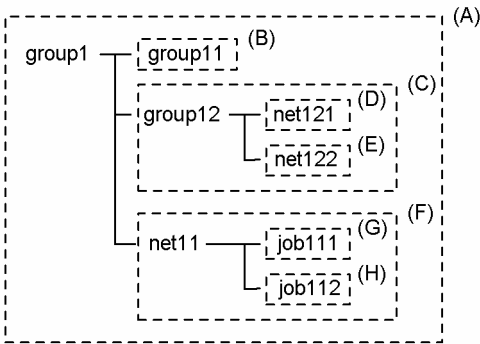 (A)
group1
group11
(B)
(C)
group12
net121
(D)
net122
(E)
(F)
net11
job111
(G)
job112
(H)